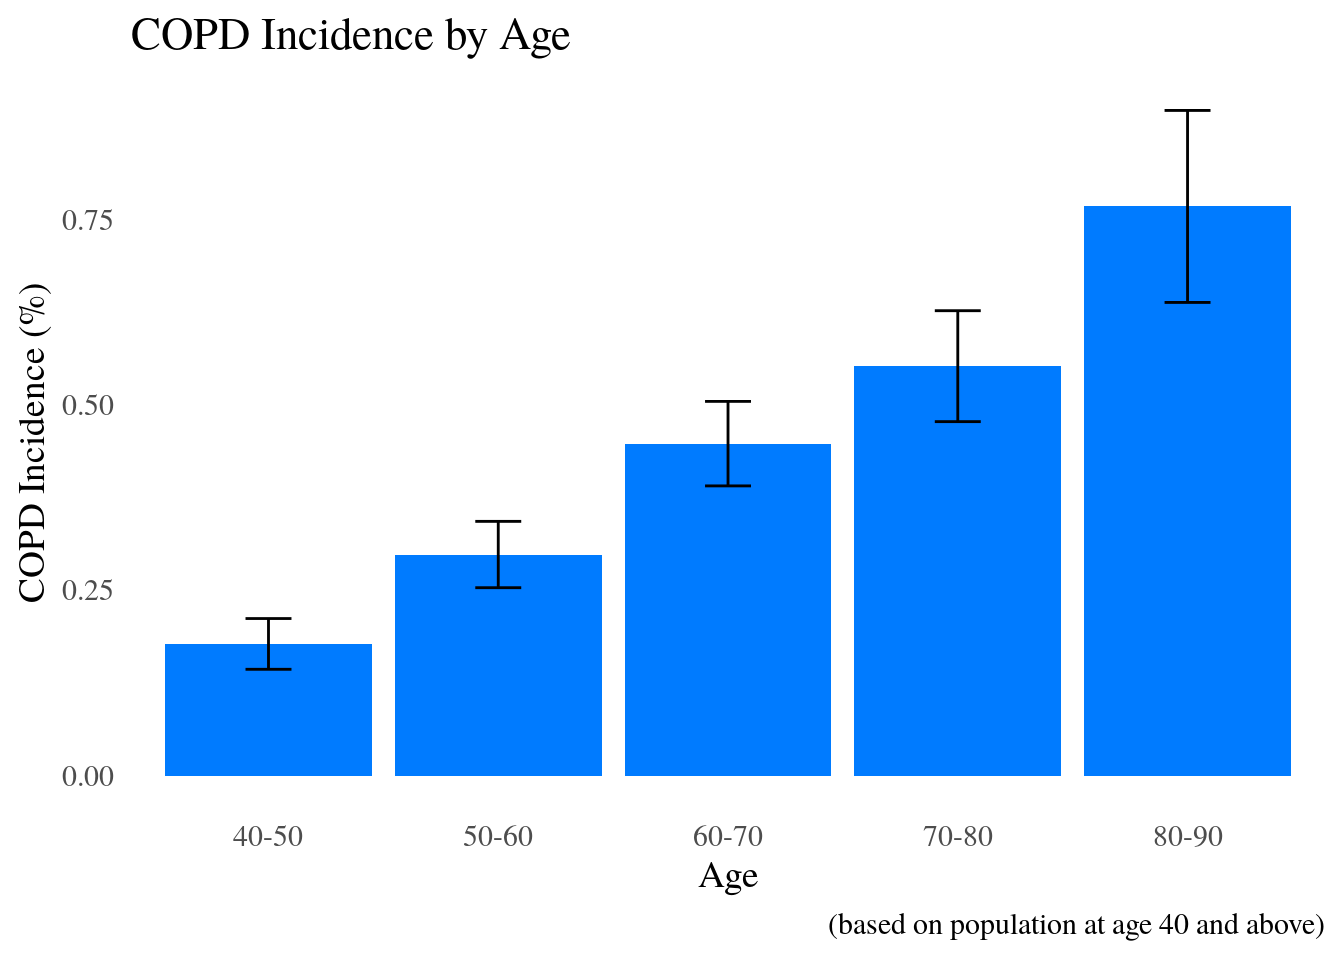 COPD Incidence by Age
COPD Incidence (%)
0.75
0.50
0.25
0.00
40-50 50-60 60-70 70-80 80-90
Age
(based on population at age 40 and above)